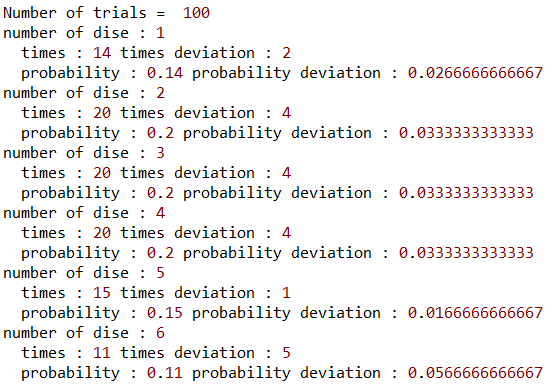 Number of trials =  100
number of dise : 1
  times : 14 times deviation : 2
  probability : 0.14 probability deviation : 0.0266666666667
number of dise : 2
  times : 20 times deviation : 4
  probability : 0.2 probability deviation : 0.0333333333333
number of dise : 3
  times : 20 times deviation : 4
  probability : 0.2 probability deviation : 0.0333333333333
number of dise : 4
  times : 20 times deviation : 4
  probability : 0.2 probability deviation : 0.0333333333333
number of dise : 5
  times : 15 times deviation : 1
  probability : 0.15 probability deviation : 0.0166666666667
number of dise : 6
  times : 11 times deviation : 5
  probability : 0.11 probability deviation : 0.0566666666667